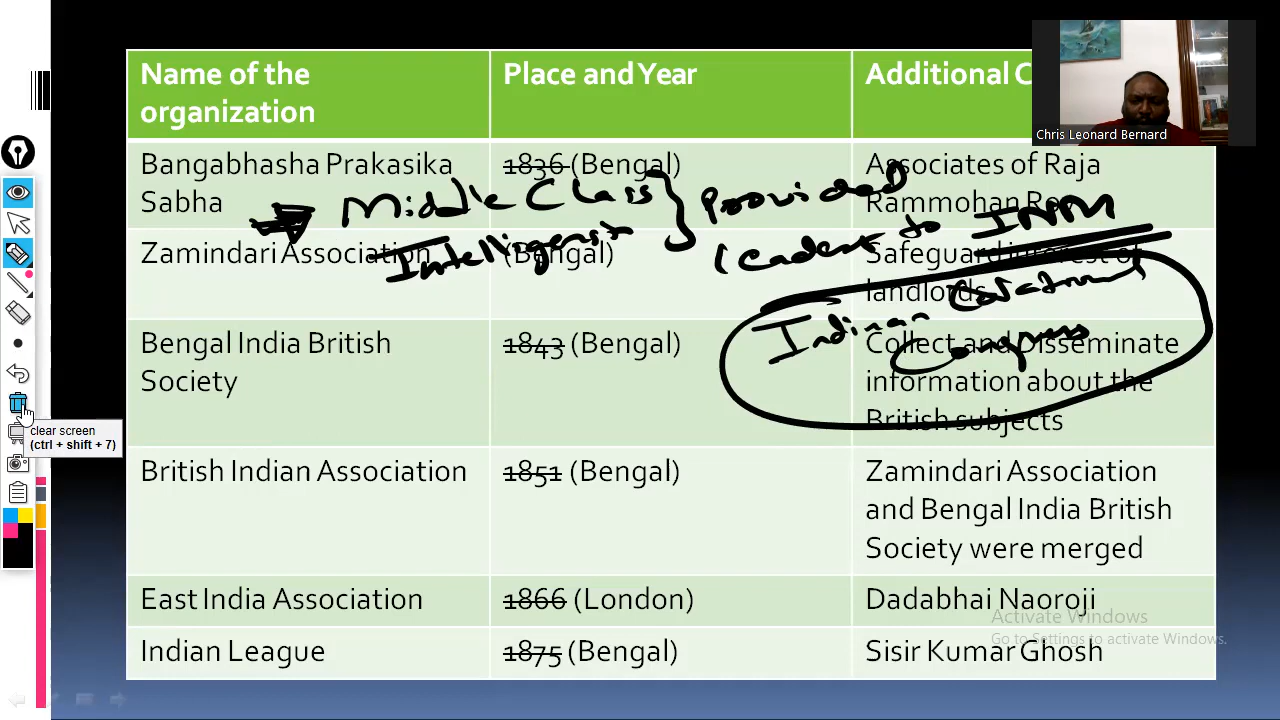 Name of the
organization
Place and Year
Additional C
Chris Leonard Bernard
Bangabhasha Prakasika
Sabha
1836 (Bengal)
Associates of Raja
Rammohan Roy
Middle Class
Intelligentsia
Provided
leaders to INM
Zamindari Association
(Bengal)
Safeguard interest of
landlords
Indian National
Congress
Bengal India British
Society
1843 (Bengal)
Collect and Disseminate
information about the
British subjects
British Indian Association
1851 (Bengal)
Zamindari Association
and Bengal India British
Society were merged
East India Association
1866 (London)
Dadabhai Naoroji
Indian League
1875 (Bengal)
Sisir Kumar Ghosh
clear screen
(ctrl + shift + 7)
Activate Windows
Go to Settings to activate Windows.